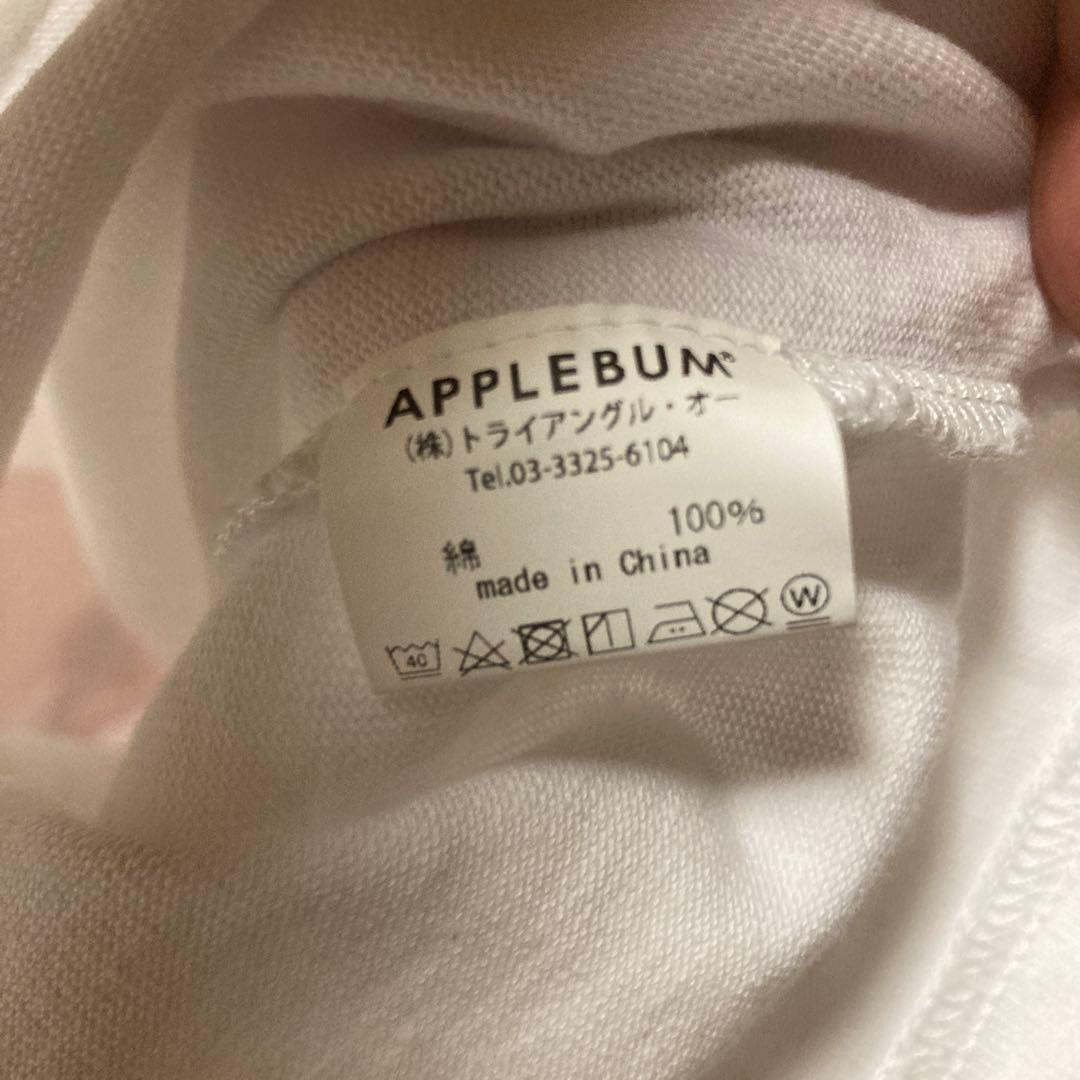 APPLEBUM®
(株)トライアングル・オー
Tel.03-3325-6104
綿 100%
made in China
40 W